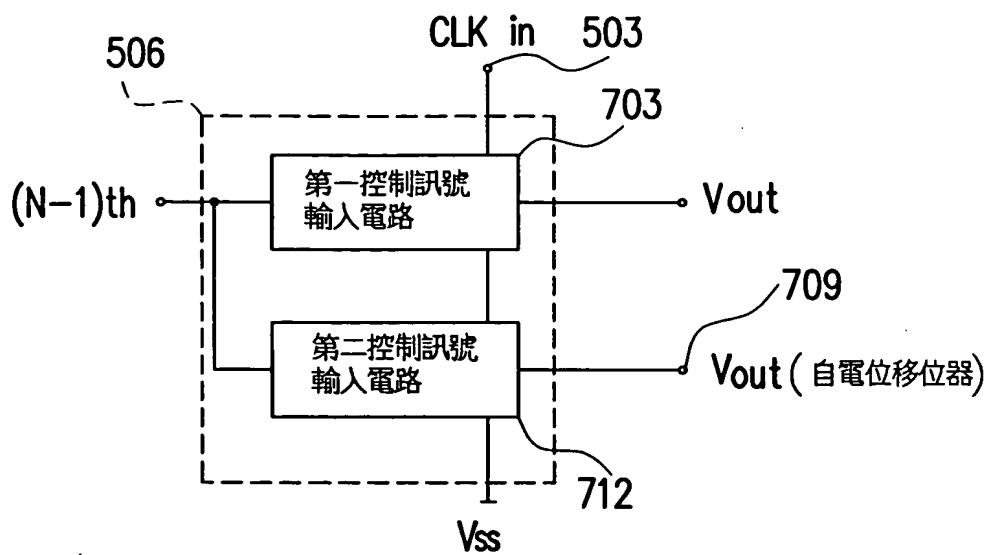 CLK in 503
506
703
第一控制訊號
輸入電路
(N-1)th
Vout
709
第二控制訊號
輸入電路
Vout (自電位移位器)
712
Vss